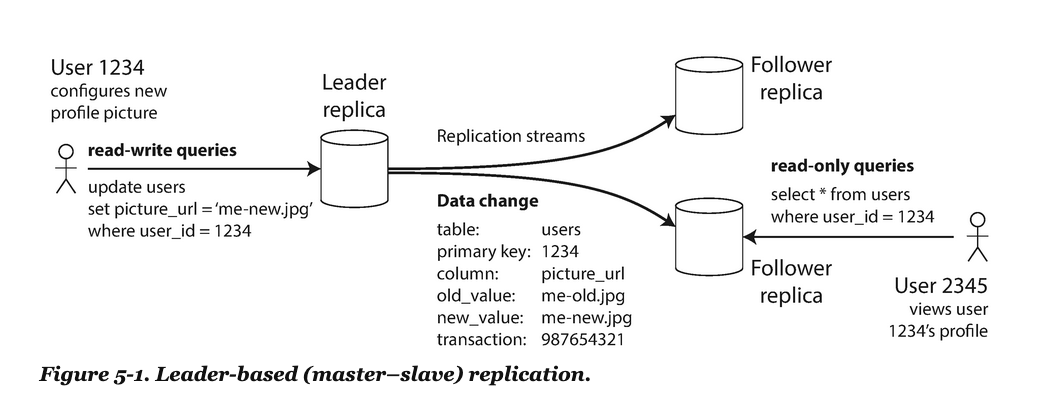 User 1234
configures new
profile picture
read-write queries
update users
set picture_url = ‘me-new.jpg’
where user_id = 1234
Leader
replica
Replication streams
Data change
table: users
primary key: 1234
column: picture_url
old_value: me-old.jpg
new_value: me-new.jpg
transaction: 987654321
Follower
replica
read-only queries
select * from users
where user_id = 1234
Follower
replica
User 2345
views user
1234’s profile
Figure 5-1. Leader-based (master–slave) replication.